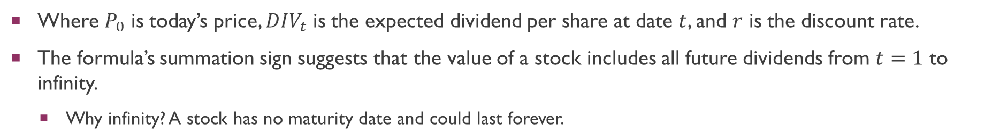 ▪ Where P₀ is today's price, DIVₜ is the expected dividend per share at date t, and r is the discount rate.
▪ The formula's summation sign suggests that the value of a stock includes all future dividends from t = 1 to
infinity.
▪ Why infinity? A stock has no maturity date and could last forever.